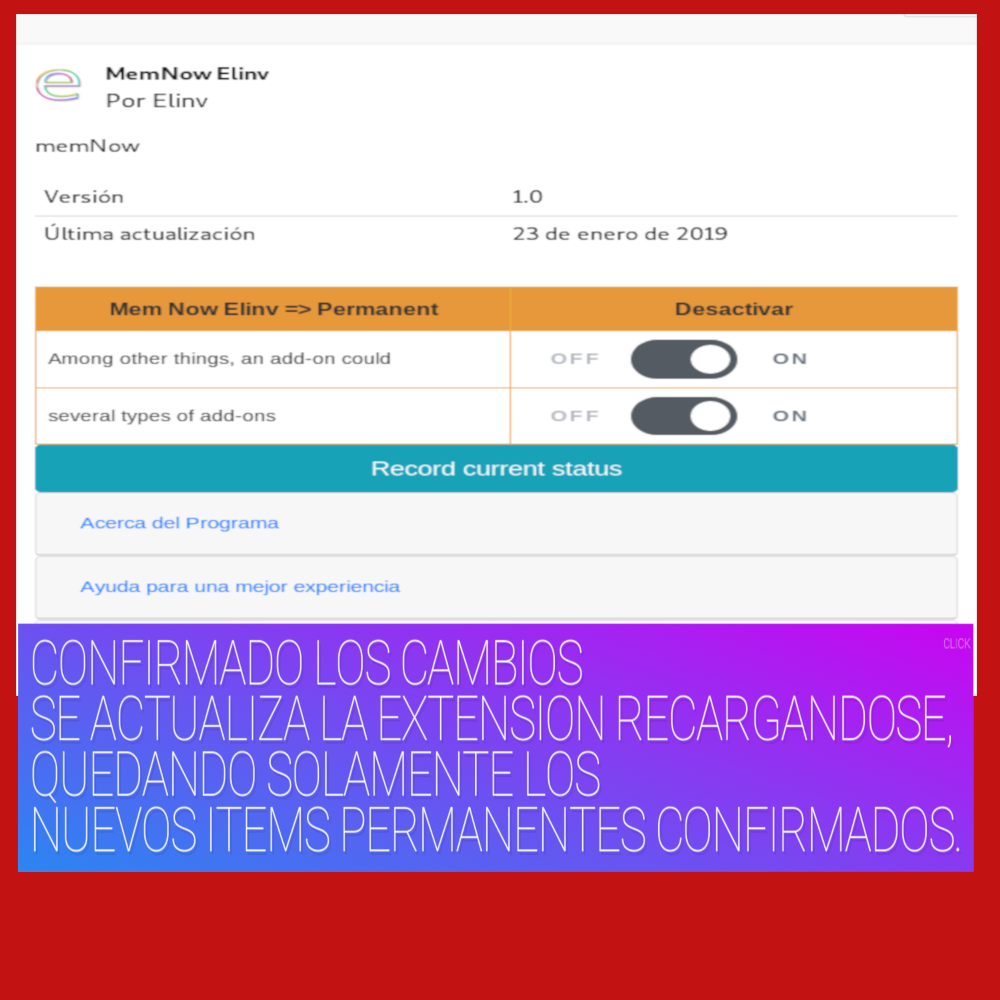 MemNow Elinv
Por Elinv
memNow
Versión 1.0
Última actualización 23 de enero de 2019
Mem Now Elinv => Permanent Desactivar
Among other things, an add-on could OFF ON
several types of add-ons OFF ON
Record current status
Acerca del Programa
Ayuda para una mejor experiencia
CLICK
CONFIRMADO LOS CAMBIOS
SE ACTUALIZA LA EXTENSION RECARGANDOSE,
QUEDANDO SOLAMENTE LOS
NUEVOS ITEMS PERMANENTES CONFIRMADOS.